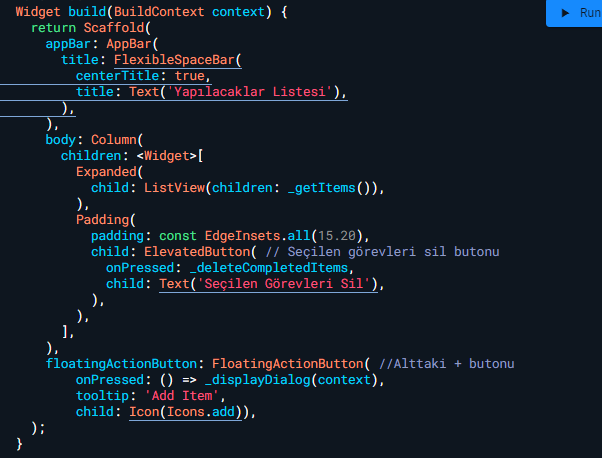 Widget build(BuildContext context) {
Run
return Scaffold(
appBar: AppBar(
title: FlexibleSpaceBar(
centerTitle: true,
title: Text('Yapılacaklar Listesi'),
),
),
body: Column(
children: <Widget>[
Expanded(
child: ListView(children: _getItems()),
),
Padding(
padding: const EdgeInsets.all(15.20),
child: ElevatedButton( // Seçilen görevleri sil butonu
onPressed: _deleteCompletedItems,
child: Text('Seçilen Görevleri Sil'),
),
),
],
),
floatingActionButton: FloatingActionButton( //Alttaki + butonu
onPressed: () => _displayDialog(context),
tooltip: 'Add Item',
child: Icon(Icons.add)),
);
}